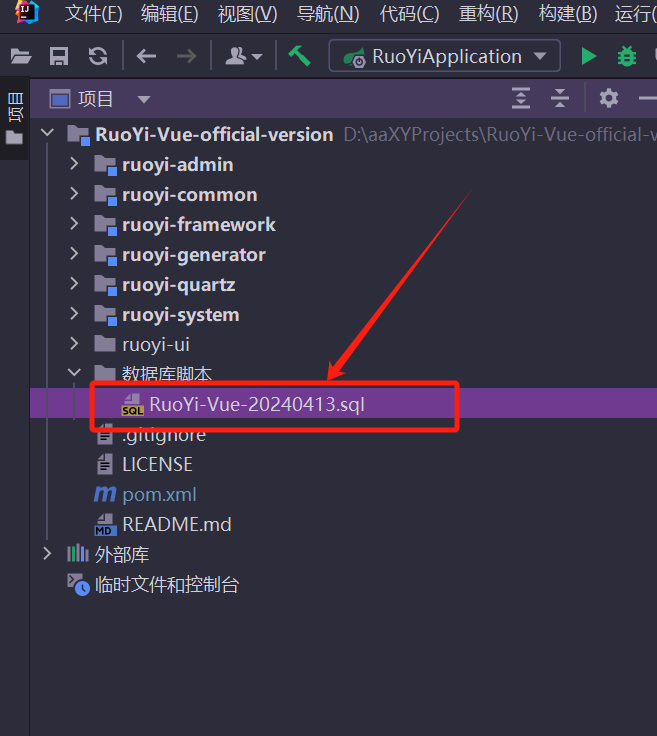 文件(F) 编辑(E) 视图(V) 导航(N) 代码(C) 重构(R) 构建(B) 运行(
RuoYiApplication
项目
项目
RuoYi-Vue-official-version D:\aaXYProjects\RuoYi-Vue-official-v
ruoyi-admin
ruoyi-common
ruoyi-framework
ruoyi-generator
ruoyi-quartz
ruoyi-system
ruoyi-ui
数据库脚本
SQL RuoYi-Vue-20240413.sql
.gitignore
LICENSE
m pom.xml
MD README.md
外部库
临时文件和控制台